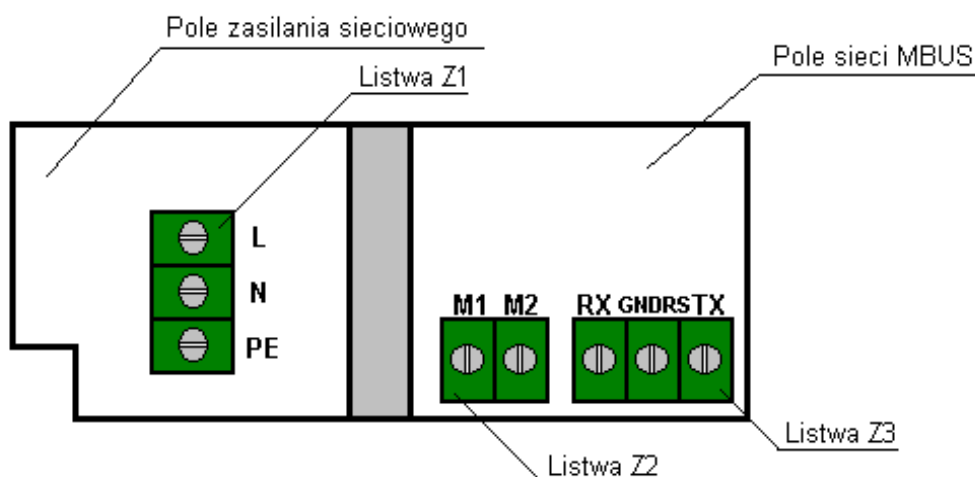 Pole zasilania sieciowego
Pole sieci MBUS
Listwa Z1
L
N
PE
M1 M2 RX GNDRS TX
Listwa Z3
Listwa Z2